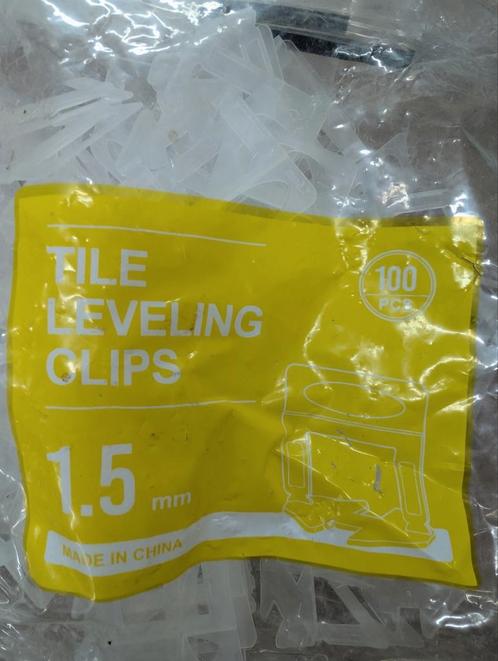 TILE
LEVELING
CLIPS
100
PCS
1.5 mm
MADE IN CHINA